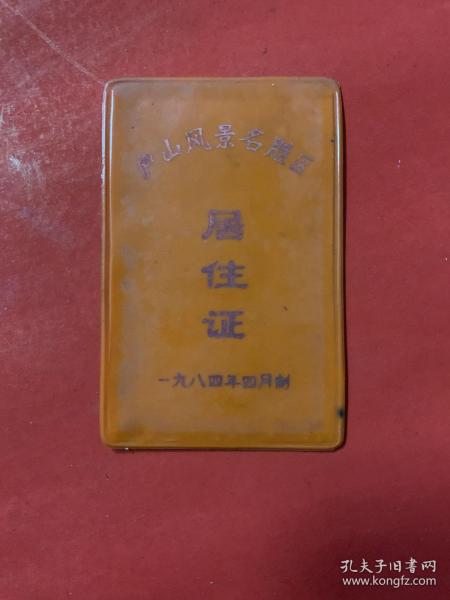 庐山风景名胜区
居
住
证
一九八四年四月制
孔夫子旧书网
www.kongfz.com